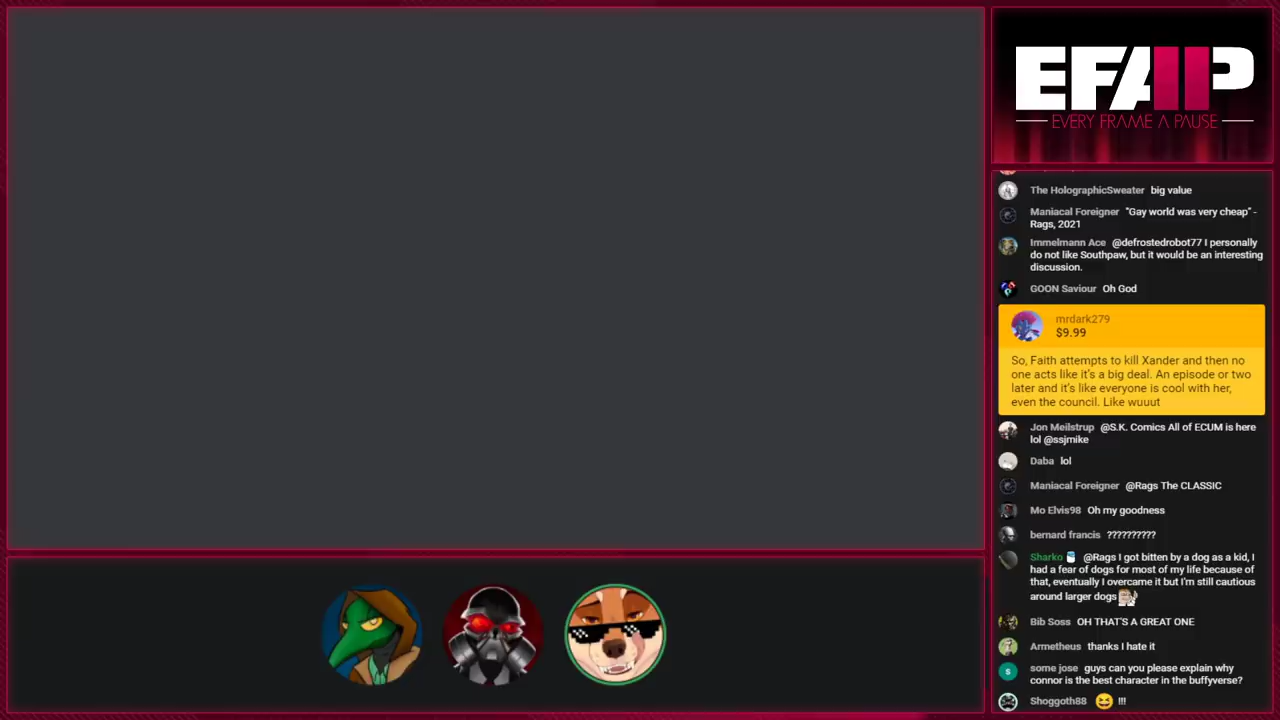 EFAP
EVERY FRAME A PAUSE
The HolographicSweater big value
Maniacal Foreigner "Gay world was very cheap" -
Rags, 2021
Immelmann Ace @defrostedrobot77 I personally
do not like Southpaw, but it would be an interesting
discussion.
GOON Saviour Oh God
mrdark279
$9.99
So, Faith attempts to kill Xander and then no
one acts like it's a big deal. An episode or two
later and it's like everyone is cool with her,
even the council. Like wuuut
Jon Meilstrup @S.K. Comics All of ECUM is here
lol @ssjmike
Daba lol
Maniacal Foreigner @Rags The CLASSIC
Mo Elvis98 Oh my goodness
bernard francis ??????????
Sharko @Rags I got bitten by a dog as a kid, I
had a fear of dogs for most of my life because of
that, eventually I overcame it but I'm still cautious
around larger dogs
Bib Soss OH THAT'S A GREAT ONE
Armetheus thanks I hate it
s
some jose guys can you please explain why
connor is the best character in the buffyverse?
Shoggoth88 !!!